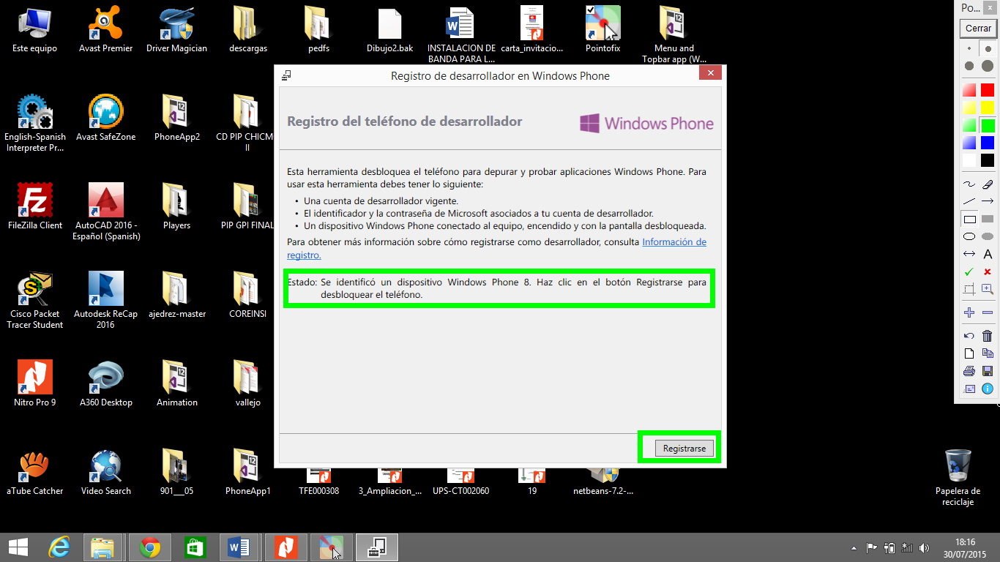 Este equipo
Avast Premier
Driver Magician
descargas
pedfs
Dibujo2.bak
INSTALACION DE
BANDA PARA L...
carta_invitacio...
Pointofix
Menu and
Topbar app (W...
Po...
Cerrar
Registro de desarrollador en Windows Phone
Registro del teléfono de desarrollador
Windows Phone
Esta herramienta desbloquea el teléfono para depurar y probar aplicaciones Windows Phone. Para
usar esta herramienta debes tener lo siguiente:
• Una cuenta de desarrollador vigente.
• El identificador y la contraseña de Microsoft asociados a tu cuenta de desarrollador.
• Un dispositivo Windows Phone conectado al equipo, encendido y con la pantalla desbloqueada.
Para obtener más información sobre cómo registrarse como desarrollador, consulta Información de
registro.
Estado: Se identificó un dispositivo Windows Phone 8. Haz clic en el botón Registrarse para
desbloquear el teléfono.
Registrarse
English-Spanish
Interpreter Pr...
Avast SafeZone
PhoneApp2
CD PIP CHICM
II
FileZilla Client
AutoCAD 2016 -
Español (Spanish)
Players
PIP GPI FINAL
Cisco Packet
Tracer Student
Autodesk ReCap
2016
ajedrez-master
COREINSI
Nitro Pro 9
A360 Desktop
Animation
vallejo
aTube Catcher
Video Search
901___05
PhoneApp1
TFE000308
3_Ampliacion_...
UPS-CT002060
19
netbeans-7.2-...
Papelera de
reciclaje
18:16
30/07/2015